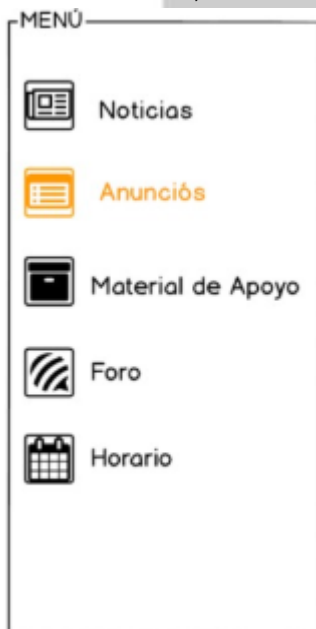 MENÚ
Noticias
Anunciós
Material de Apoyo
Foro
Horario